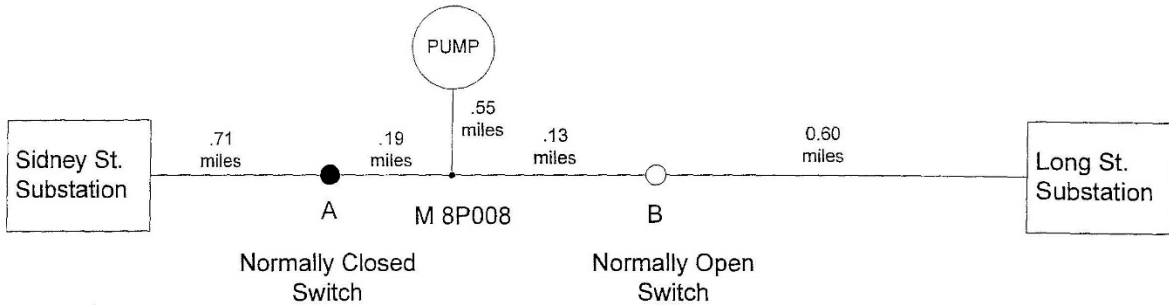 PUMP
.55
miles
.71
miles
.19
miles
.13
miles
0.60
miles
Sidney St.
Substation
Long St.
Substation
A
M 8P008
B
Normally Closed
Switch
Normally Open
Switch